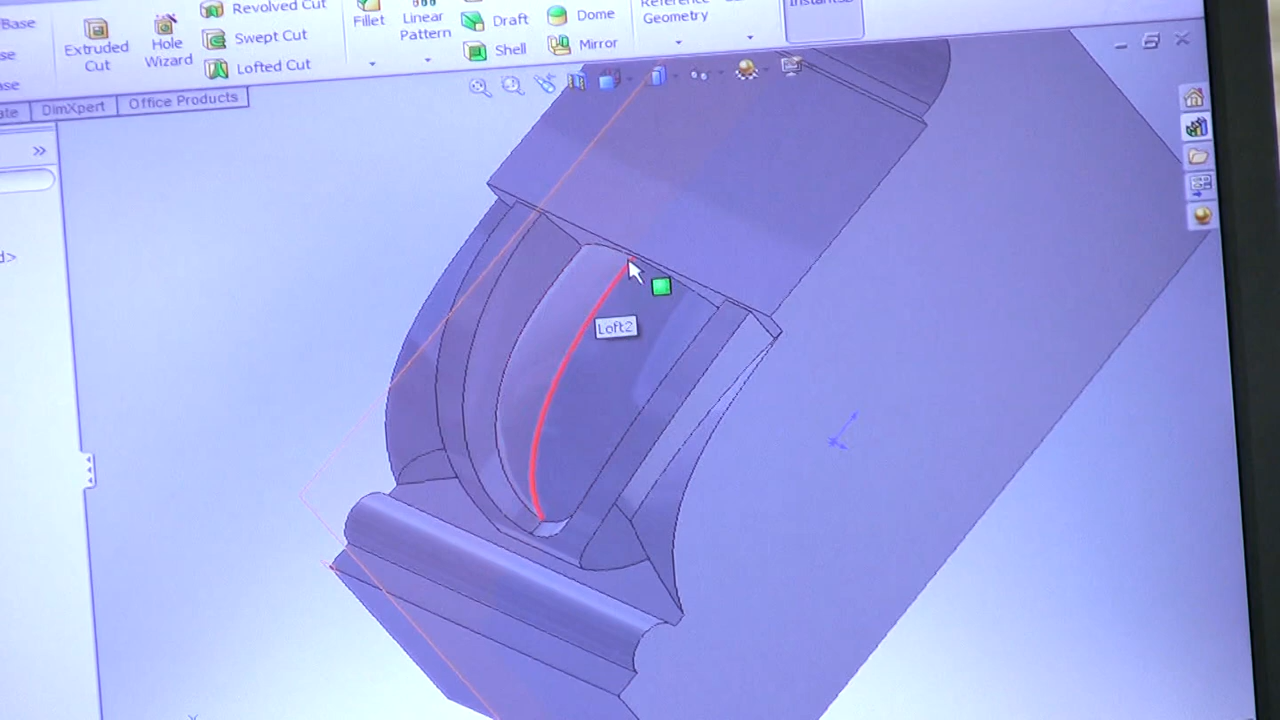 Base
Extruded
Cut
Hole
Wizard
Revolved Cut
Swept Cut
Lofted Cut
Fillet
Linear
Pattern
Draft
Shell
Dome
Mirror
Reference
Geometry
DimXpert
Office Products
Loft2